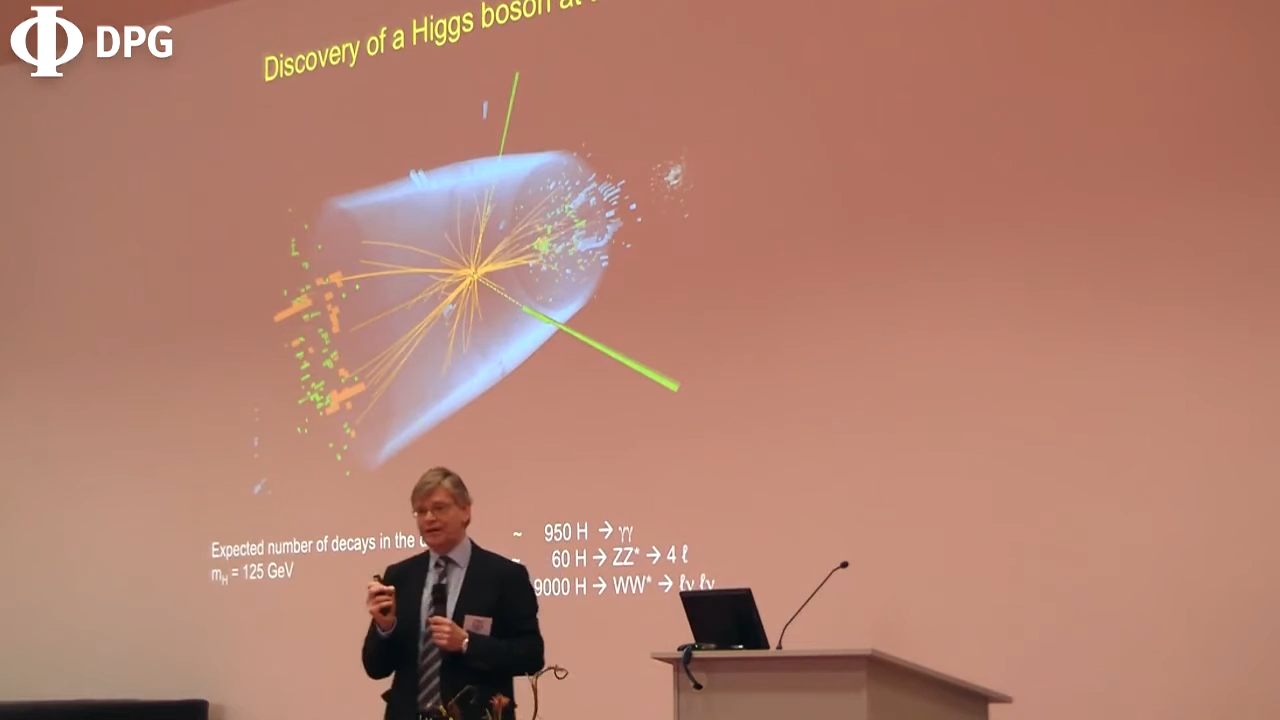 DPG
Discovery of a Higgs boson at
Expected number of decays in the
m_H = 125 GeV
~ 950 H → γγ
~ 60 H → ZZ* → 4 ℓ
9000 H → WW* → ℓν ℓν